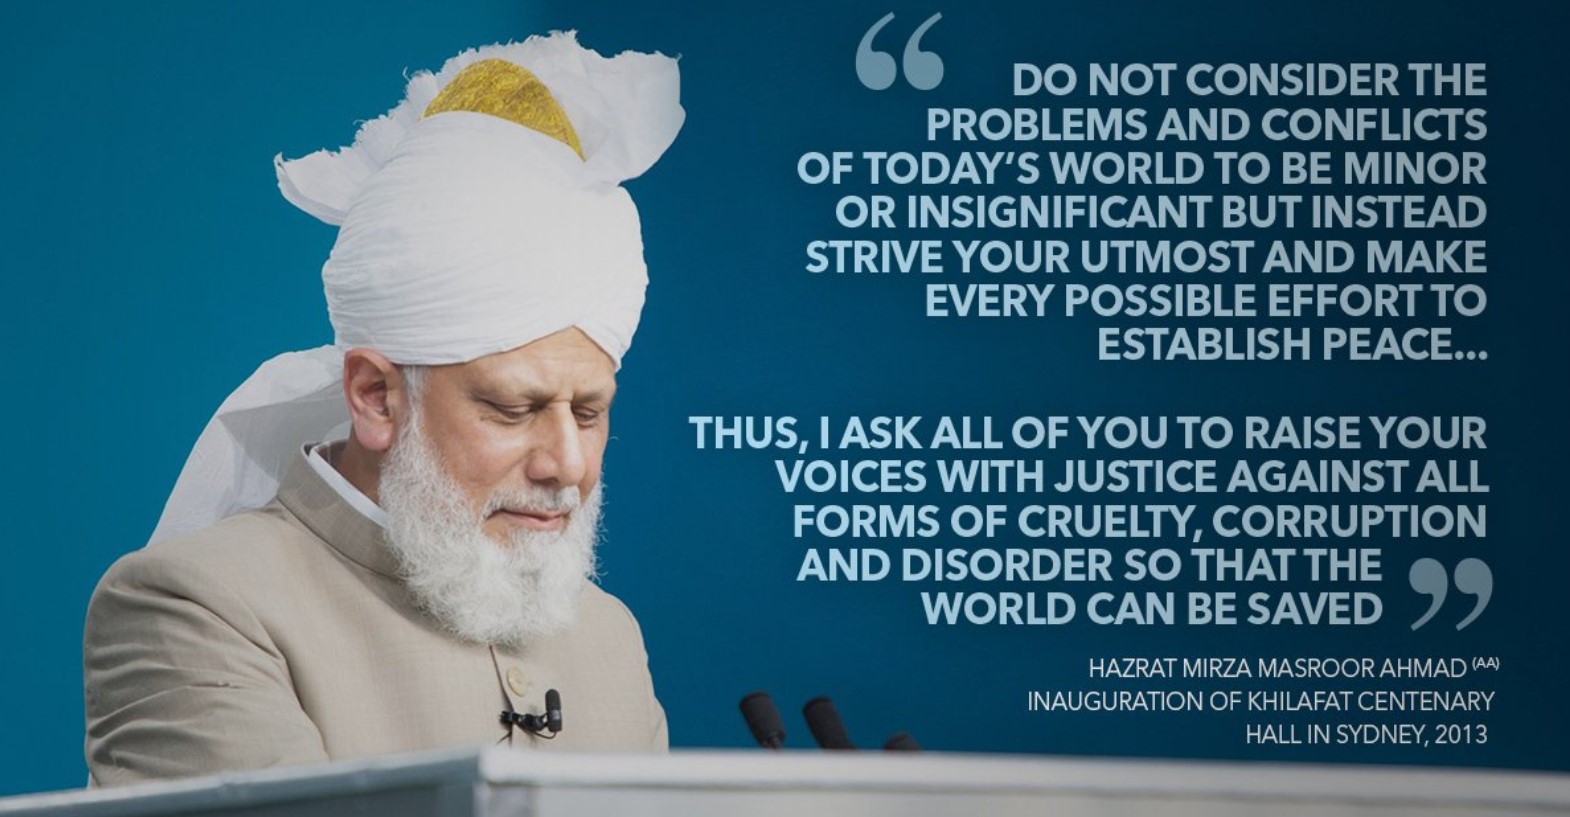 “ DO NOT CONSIDER THE
PROBLEMS AND CONFLICTS
OF TODAY’S WORLD TO BE MINOR
OR INSIGNIFICANT BUT INSTEAD
STRIVE YOUR UTMOST AND MAKE
EVERY POSSIBLE EFFORT TO
ESTABLISH PEACE...
THUS, I ASK ALL OF YOU TO RAISE YOUR
VOICES WITH JUSTICE AGAINST ALL
FORMS OF CRUELTY, CORRUPTION
AND DISORDER SO THAT THE
WORLD CAN BE SAVED ”
HAZRAT MIRZA MASROOR AHMAD (AA)
INAUGURATION OF KHILAFAT CENTENARY
HALL IN SYDNEY, 2013